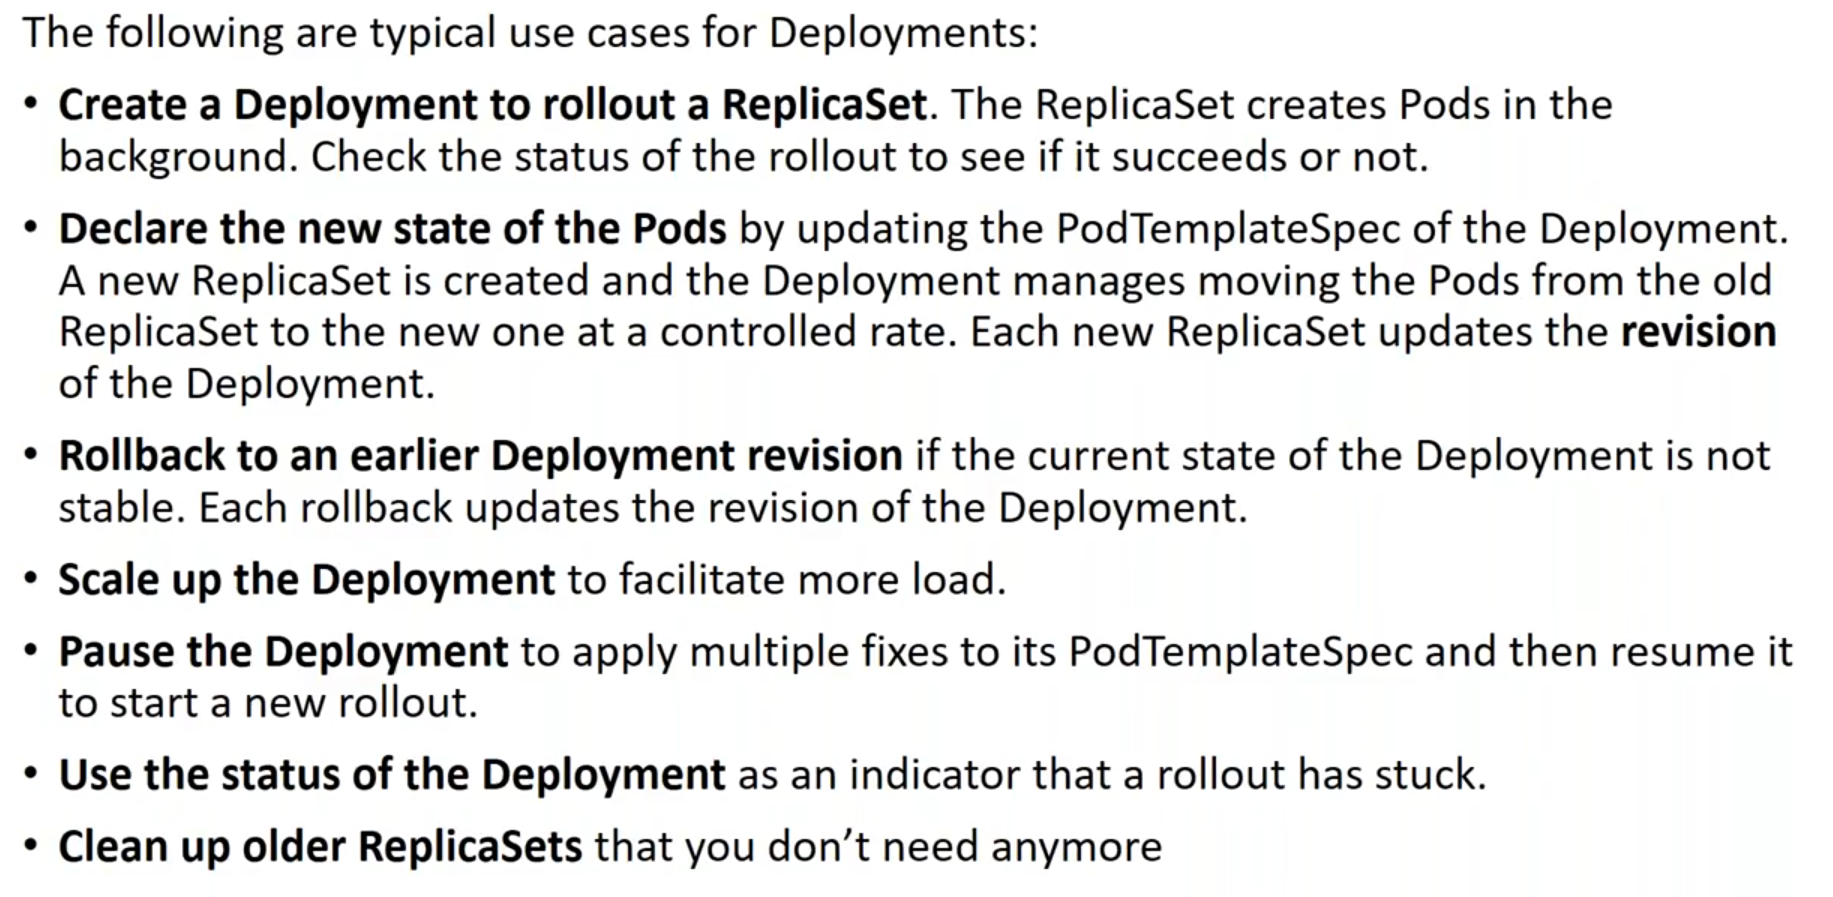 The following are typical use cases for Deployments:
• Create a Deployment to rollout a ReplicaSet. The ReplicaSet creates Pods in the
background. Check the status of the rollout to see if it succeeds or not.
• Declare the new state of the Pods by updating the PodTemplateSpec of the Deployment.
A new ReplicaSet is created and the Deployment manages moving the Pods from the old
ReplicaSet to the new one at a controlled rate. Each new ReplicaSet updates the revision
of the Deployment.
• Rollback to an earlier Deployment revision if the current state of the Deployment is not
stable. Each rollback updates the revision of the Deployment.
• Scale up the Deployment to facilitate more load.
• Pause the Deployment to apply multiple fixes to its PodTemplateSpec and then resume it
to start a new rollout.
• Use the status of the Deployment as an indicator that a rollout has stuck.
• Clean up older ReplicaSets that you don’t need anymore